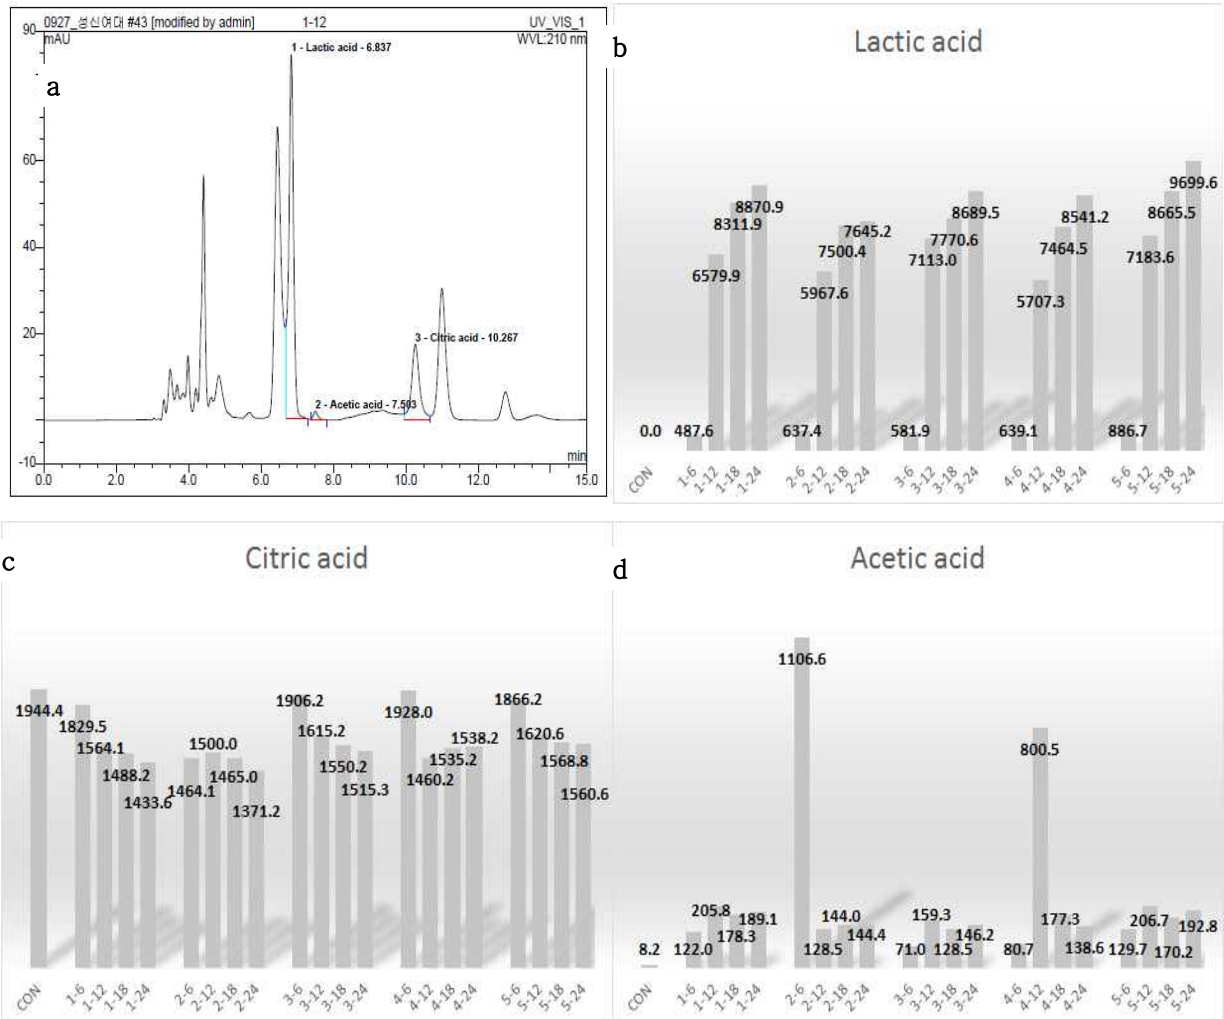 0927_성신여대 #43 [modified by admin] 1-12 UV_VIS_1
90 mAU WVL:210 nm
1 - Lactic acid - 6.837
a
60
40
20
3 - Citric acid - 10.267
2 - Acetic acid - 7.503
-10 min
0.0 2.0 4.0 6.0 8.0 10.0 12.0 15.0
b
Lactic acid
0.0 487.6 6579.9 8311.9 8870.9 637.4 5967.6 7500.4 7645.2 581.9 7113.0 7770.6 8689.5 639.1 5707.3 7464.5 8541.2 886.7 7183.6 8665.5 9699.6
CON 1-6 1-12 1-18 1-24 2-6 2-12 2-18 2-24 3-6 3-12 3-18 3-24 4-6 4-12 4-18 4-24 5-6 5-12 5-18 5-24
c
Citric acid
1944.4 1829.5 1564.1 1488.2 1433.6 1464.1 1500.0 1465.0 1371.2 1906.2 1615.2 1550.2 1515.3 1928.0 1460.2 1535.2 1538.2 1866.2 1620.6 1568.8 1560.6
CON 1-6 1-12 1-18 1-24 2-6 2-12 2-18 2-24 3-6 3-12 3-18 3-24 4-6 4-12 4-18 4-24 5-6 5-12 5-18 5-24
d
Acetic acid
8.2 122.0 205.8 178.3 189.1 1106.6 128.5 144.0 144.4 71.0 159.3 128.5 146.2 80.7 800.5 177.3 138.6 129.7 206.7 170.2 192.8
CON 1-6 1-12 1-18 1-24 2-6 2-12 2-18 2-24 3-6 3-12 3-18 3-24 4-6 4-12 4-18 4-24 5-6 5-12 5-18 5-24